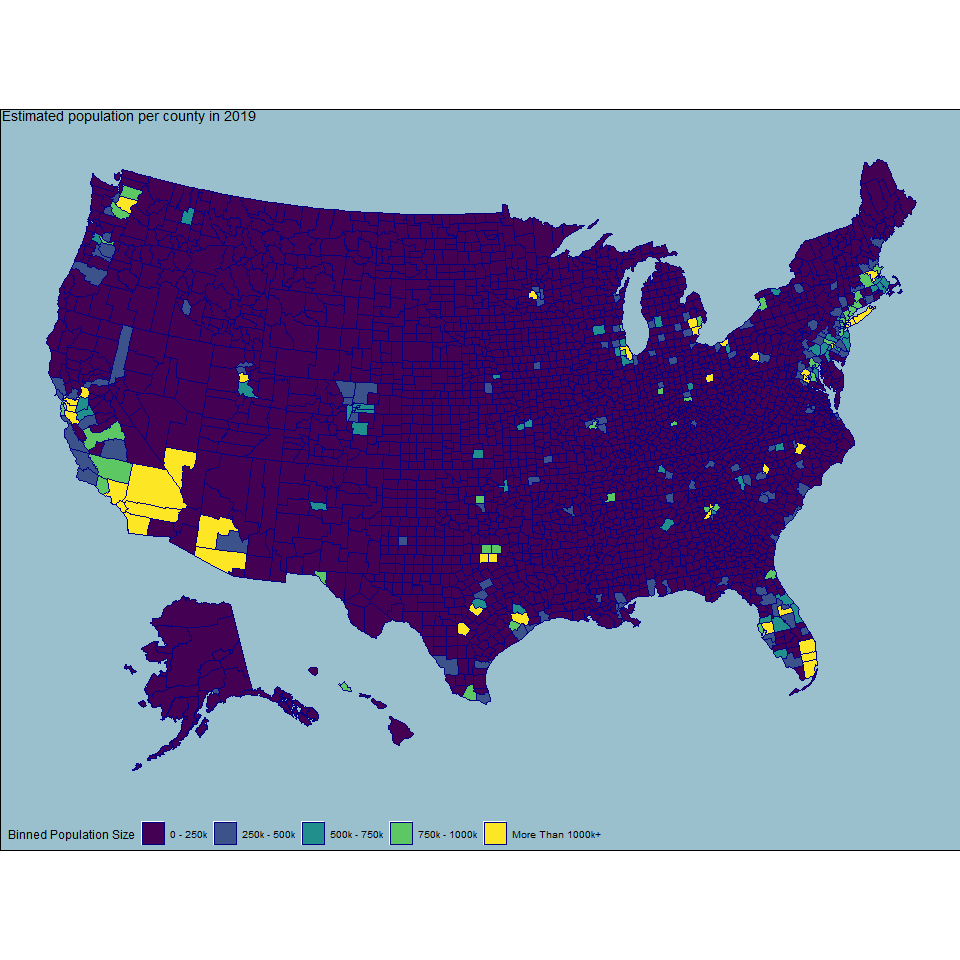 Estimated population per county in 2019
Binned Population Size 0 - 250k 250k - 500k 500k - 750k 750k - 1000k More Than 1000k+